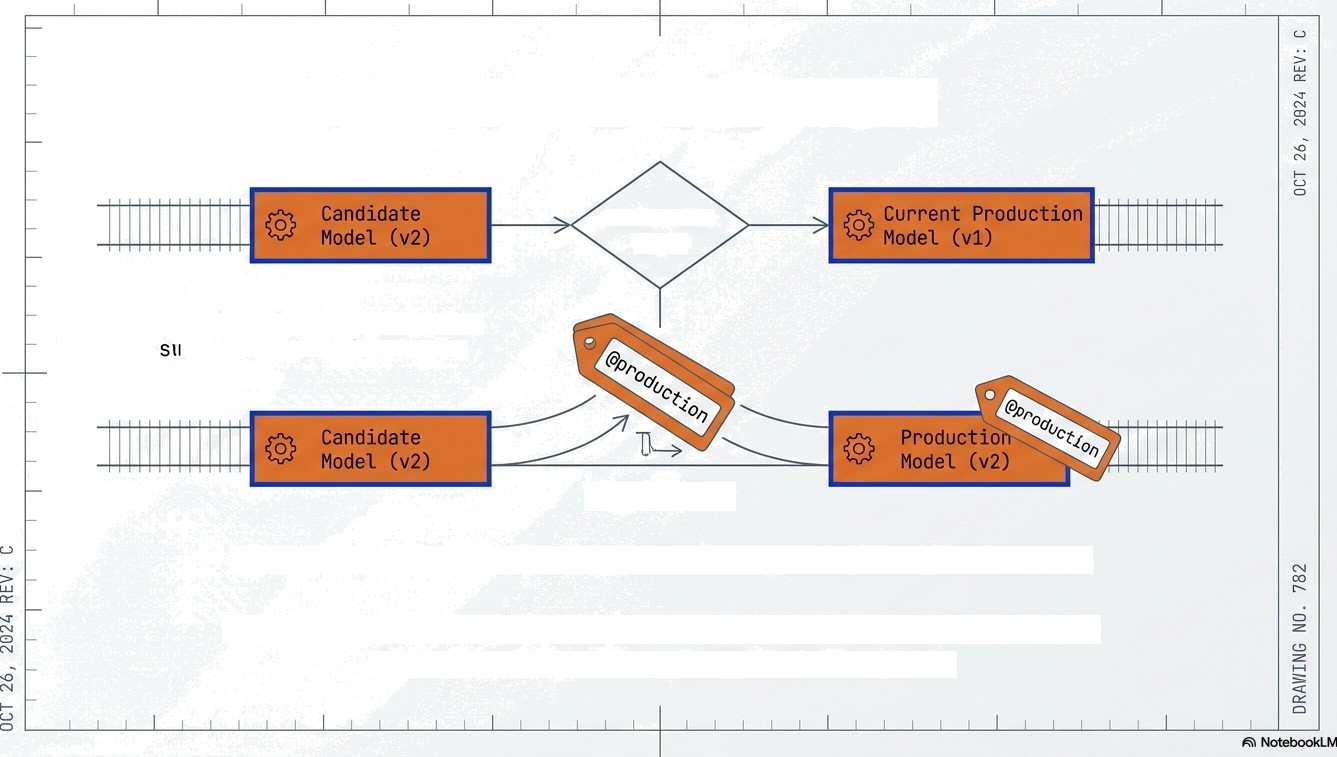 OCT 26, 2024 REV: C
Candidate
Model (v2)
Current Production
Model (v1)
@production
@production
Candidate
Model (v2)
Production
Model (v2)
OCT 26, 2024 REV: C
DRAWING NO. 782
NotebookLM